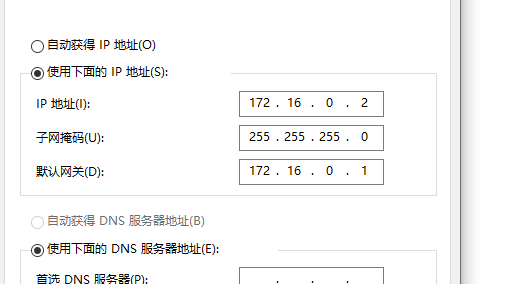 自动获得 IP 地址(O)
使用下面的 IP 地址(S):
IP 地址(I): 172 . 16 . 0 . 2
子网掩码(U): 255 . 255 . 255 . 0
默认网关(D): 172 . 16 . 0 . 1
自动获得 DNS 服务器地址(B)
使用下面的 DNS 服务器地址(E):
首选 DNS 服务器(P): . . .